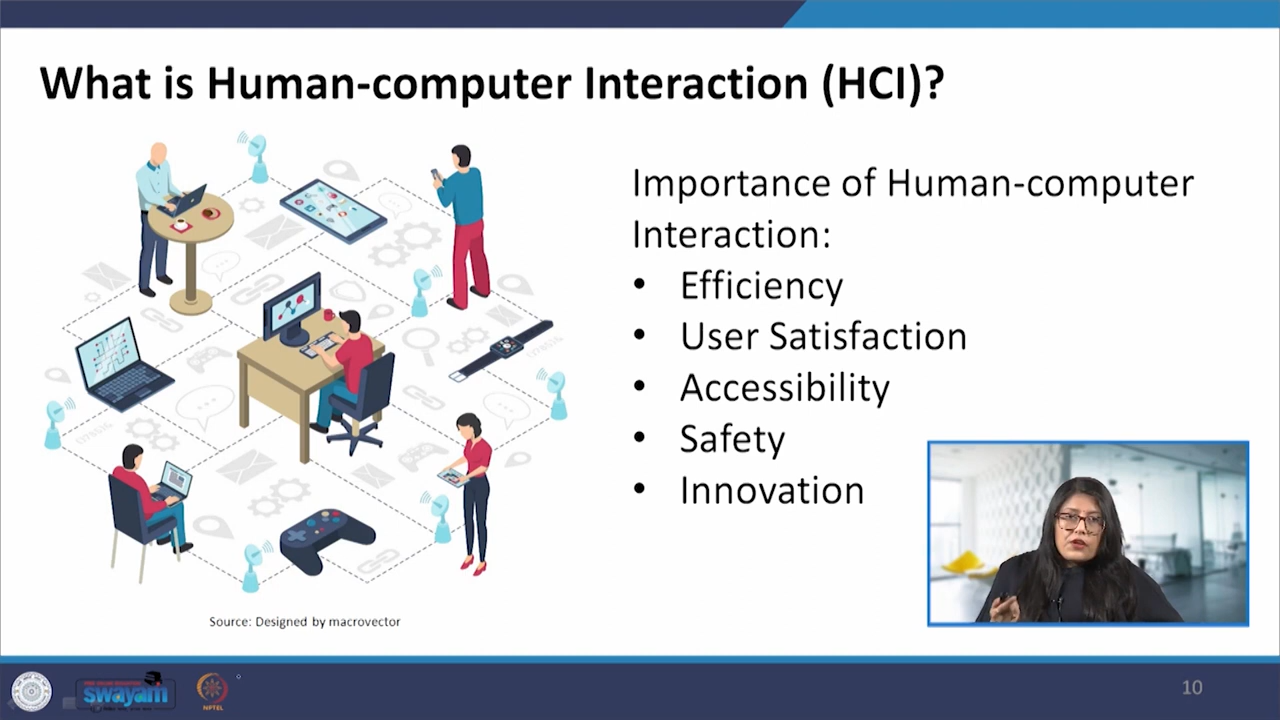 What is Human-computer Interaction (HCI)?
Importance of Human-computer
Interaction:
• Efficiency
• User Satisfaction
• Accessibility
• Safety
• Innovation
Source: Designed by macrovector
swayam
NPTEL
10